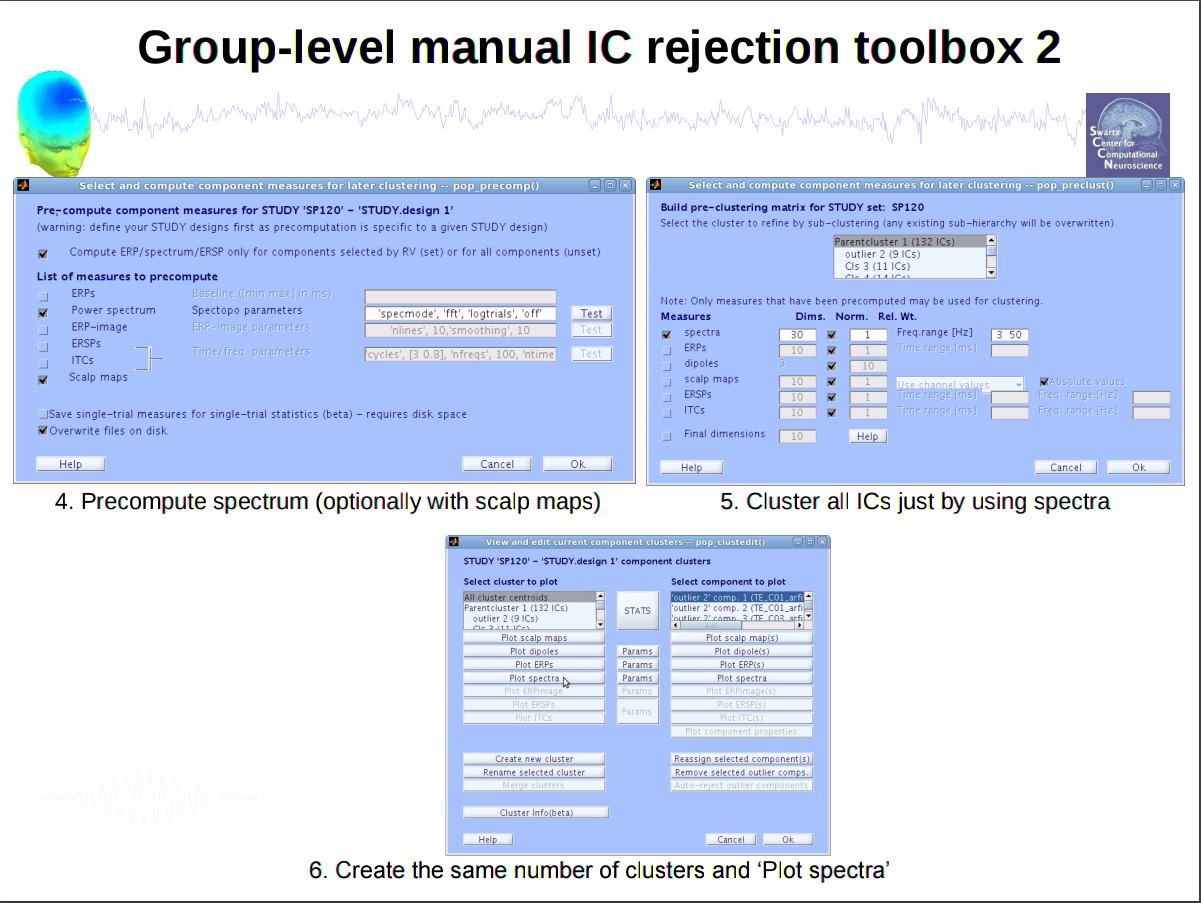 Group-level manual IC rejection toolbox 2
Swartz
Center for
Computational
Neuroscience
Select and compute component measures for later clustering -- pop_precomp()
Pre-compute component measures for STUDY 'SP120' - 'STUDY.design 1'
(warning: define your STUDY designs first as precomputation is specific to a given STUDY design)
Compute ERP/spectrum/ERSP only for components selected by RV (set) or for all components (unset)
List of measures to precompute
ERPs Baseline ([min max] in ms)
Power spectrum Spectopo parameters 'specmode', 'fft', 'logtrials', 'off' Test
ERP-image ERP-image parameters 'nlines', 10,'smoothing', 10 Test
ERSPs
Time/freq. parameters 'cycles', [3 0.8], 'nfreqs', 100, 'ntime Test
ITCs
Scalp maps
Save single-trial measures for single-trial statistics (beta) - requires disk space
Overwrite files on disk
Help Cancel Ok
4. Precompute spectrum (optionally with scalp maps)
Select and compute component measures for later clustering -- pop_preclust()
Build pre-clustering matrix for STUDY set: SP120
Select the cluster to refine by sub-clustering (any existing sub-hierarchy will be overwritten)
Parentcluster 1 (132 ICs)
outlier 2 (9 ICs)
Cls 3 (11 ICs)
Cls 4 (14 ICs)
Note: Only measures that have been precomputed may be used for clustering.
Measures Dims. Norm. Rel. Wt.
spectra 30 1 Freq.range [Hz] 3 50
ERPs 10 1 Time range [ms]
dipoles 3 10
scalp maps 10 1 Use channel values Absolute values
ERSPs 10 1 Time range [ms] Freq. range [Hz]
ITCs 10 1 Time range [ms] Freq. range [Hz]
Final dimensions 10 Help
Help Cancel Ok
5. Cluster all ICs just by using spectra
View and edit current component clusters -- pop_clustedit()
STUDY 'SP120' - 'STUDY.design 1' component clusters
Select cluster to plot Select component to plot
All cluster centroids 'outlier 2' comp. 1 (TE_C01_arfi
Parentcluster 1 (132 ICs) STATS 'outlier 2' comp. 2 (TE_C01_arfi
outlier 2 (9 ICs) 'outlier 2' comp. 3 (TE_C03_arfi
Cls 3 (11 ICs)
Plot scalp maps Plot scalp map(s)
Plot dipoles Params Plot dipole(s)
Plot ERPs Params Plot ERP(s)
Plot spectra Params Plot spectra
Plot ERPimage Params Plot ERPimage(s)
Plot ERSPs Params Plot ERSP(s)
Plot ITCs Plot ITC(s)
Plot component properties
Create new cluster Reassign selected component(s)
Rename selected cluster Remove selected outlier comps.
Merge clusters Auto-reject outlier components
Cluster Info(beta)
Help Cancel Ok
6. Create the same number of clusters and ‘Plot spectra’